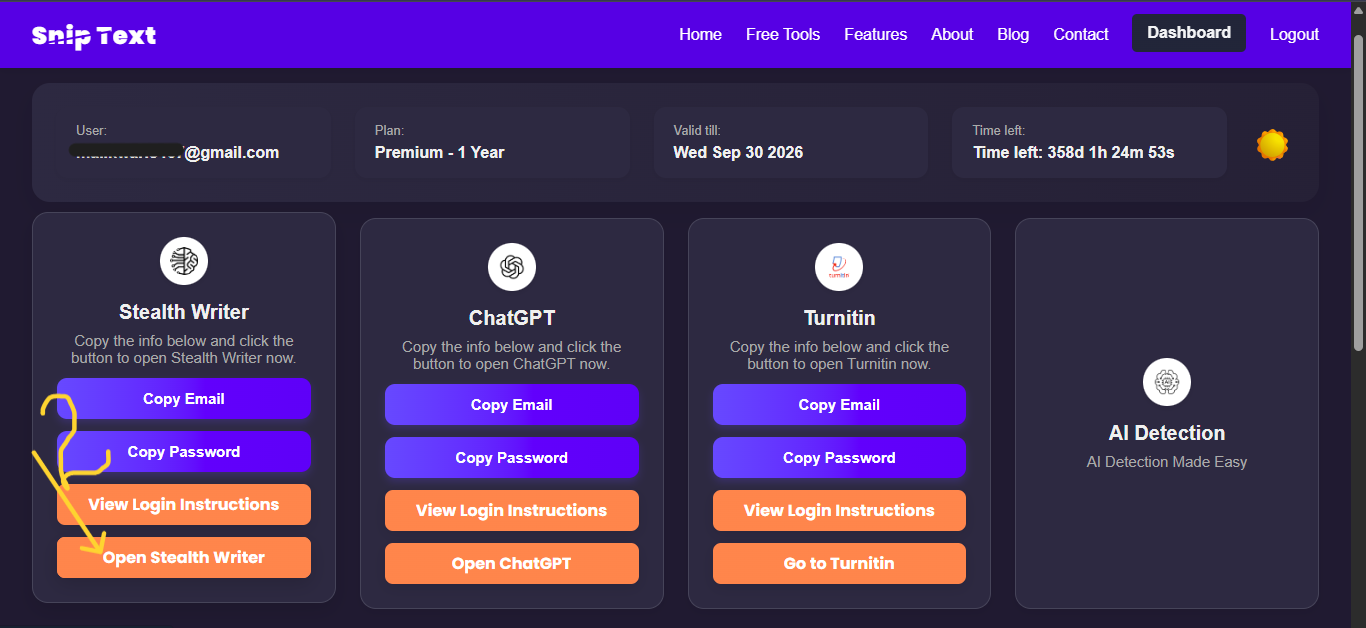 Snip Text
Home Free Tools Features About Blog Contact Dashboard Logout
User:
@gmail.com
Plan:
Premium - 1 Year
Valid till:
Wed Sep 30 2026
Time left:
Time left: 358d 1h 24m 53s
Stealth Writer
Copy the info below and click the
button to open Stealth Writer now.
Copy Email
Copy Password
View Login Instructions
Open Stealth Writer
ChatGPT
Copy the info below and click the
button to open ChatGPT now.
Copy Email
Copy Password
View Login Instructions
Open ChatGPT
turnitin
Turnitin
Copy the info below and click the
button to open Turnitin now.
Copy Email
Copy Password
View Login Instructions
Go to Turnitin
AI Detection
AI Detection Made Easy